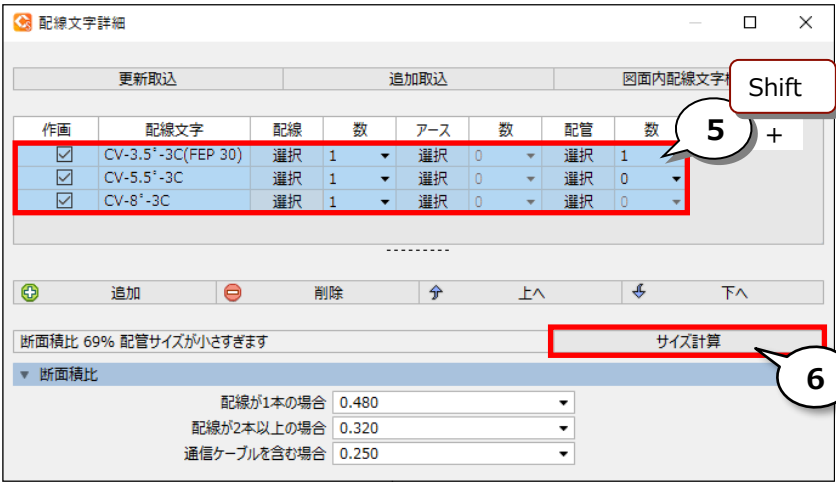 配線文字詳細
更新取込 追加取込 図面内配線文字
Shift
5 +
作画 配線文字 配線 数 アース 数 配管 数
CV-3.5°-3C(FEP 30) 選択 1 選択 0 選択 1
CV-5.5°-3C 選択 1 選択 0 選択 0
CV-8°-3C 選択 1 選択 0 選択 0
追加 削除 上へ 下へ
断面積比 69% 配管サイズが小さすぎます サイズ計算
6
断面積比
配線が1本の場合 0.480
配線が2本以上の場合 0.320
通信ケーブルを含む場合 0.250